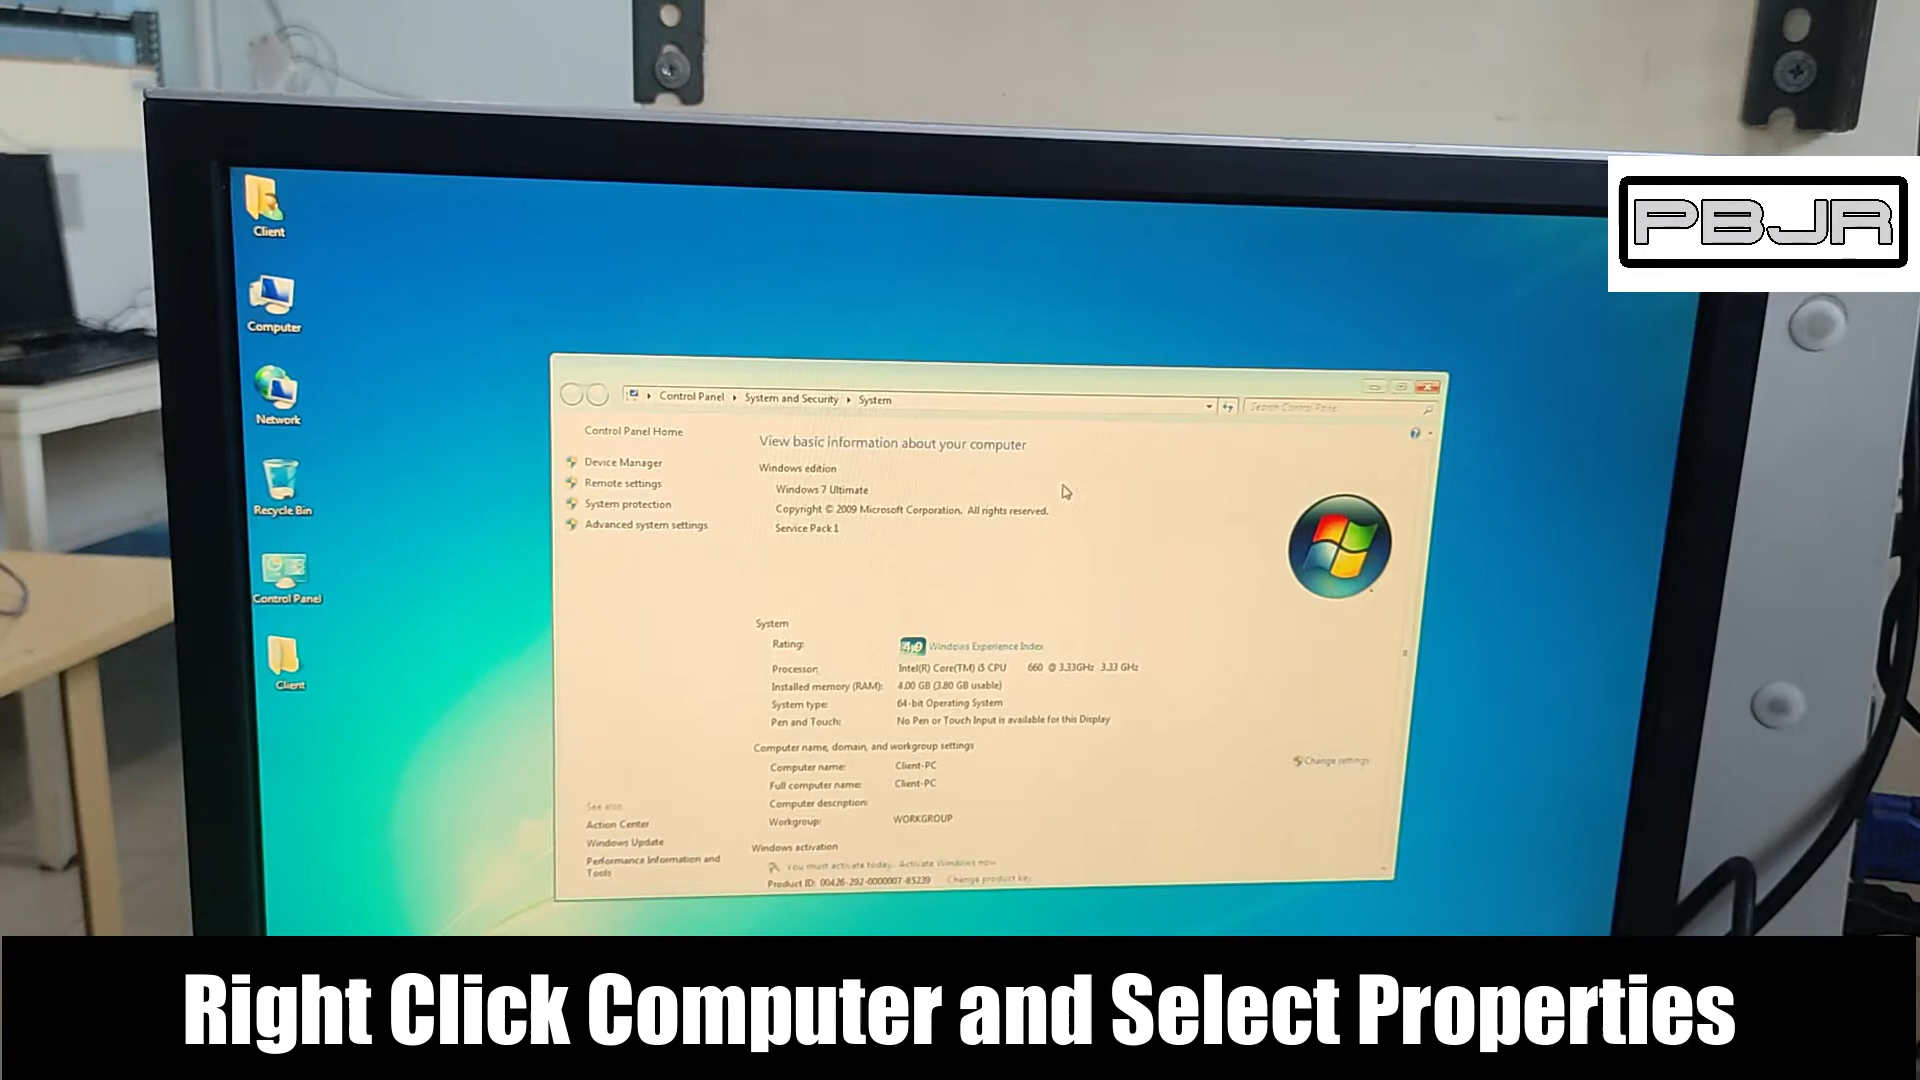 PBJR
Client
Computer
Network
Recycle Bin
Control Panel
Client
Control Panel ▸ System and Security ▸ System
Search Control Panel
Control Panel Home
Device Manager
Remote settings
System protection
Advanced system settings
See also
Action Center
Windows Update
Performance Information and
Tools
View basic information about your computer
Windows edition
Windows 7 Ultimate
Copyright © 2009 Microsoft Corporation. All rights reserved.
Service Pack 1
System
Rating: 4,9 Windows Experience Index
Processor: Intel(R) Core(TM) i5 CPU 660 @ 3.33GHz 3.33 GHz
Installed memory (RAM): 4.00 GB (3.80 GB usable)
System type: 64-bit Operating System
Pen and Touch: No Pen or Touch Input is available for this Display
Computer name, domain, and workgroup settings
Computer name: Client-PC
Change settings
Full computer name: Client-PC
Computer description:
Workgroup: WORKGROUP
Windows activation
You must activate today. Activate Windows now
Product ID: 00426-292-0000007-85239 Change product key
Right Click Computer and Select Properties